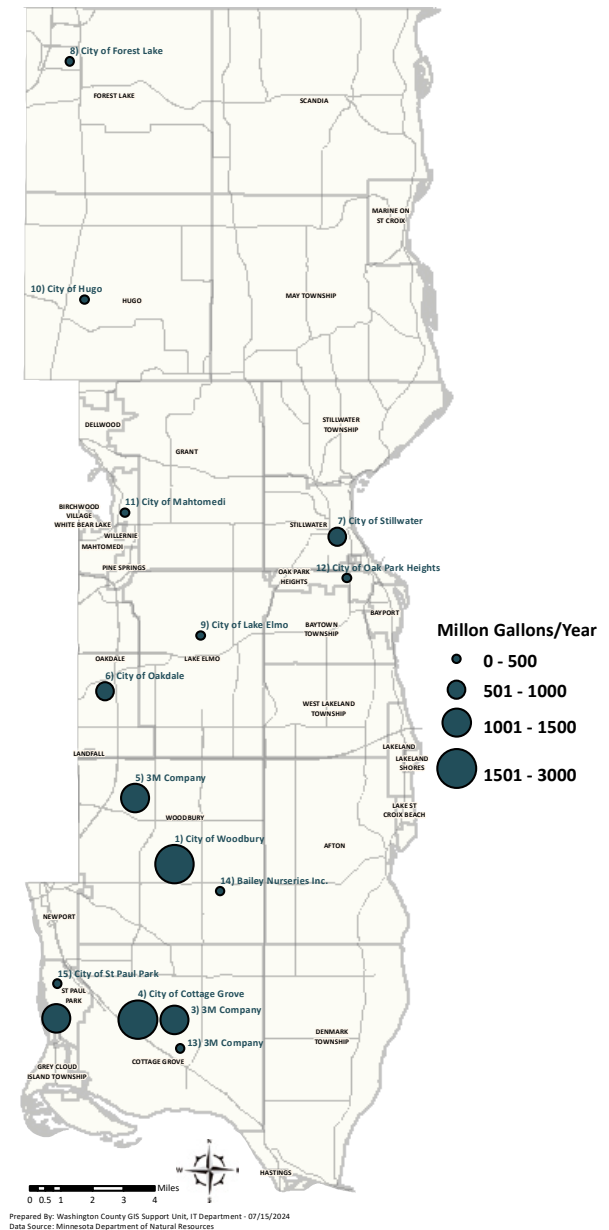 8) City of Forest Lake
FOREST LAKE
SCANDIA
MARINE ON
ST CROIX
10) City of Hugo
HUGO
MAY TOWNSHIP
DELLWOOD
STILLWATER
TOWNSHIP
GRANT
11) City of Mahtomedi
BIRCHWOOD
VILLAGE
WHITE BEAR LAKE
WILLERNIE
MAHTOMEDI
PINE SPRINGS
STILLWATER
7) City of Stillwater
12) City of Oak Park Heights
OAK PARK
HEIGHTS
BAYPORT
9) City of Lake Elmo
BAYTOWN
TOWNSHIP
OAKDALE
LAKE ELMO
6) City of Oakdale
WEST LAKELAND
TOWNSHIP
LANDFALL
LAKELAND
LAKELAND
SHORES
LAKE ST
CROIX BEACH
5) 3M Company
WOODBURY
1) City of Woodbury
AFTON
14) Bailey Nurseries Inc.
NEWPORT
15) City of St Paul Park
ST PAUL
PARK
4) City of Cottage Grove
3) 3M Company
13) 3M Company
COTTAGE GROVE
DENMARK
TOWNSHIP
GREY CLOUD
ISLAND TOWNSHIP
HASTINGS
Millon Gallons/Year
0 - 500
501 - 1000
1001 - 1500
1501 - 3000
N
W
S
Miles
0 0.5 1 2 3 4
Prepared By: Washington County GIS Support Unit, IT Department - 07/15/2024
Data Source: Minnesota Department of Natural Resources